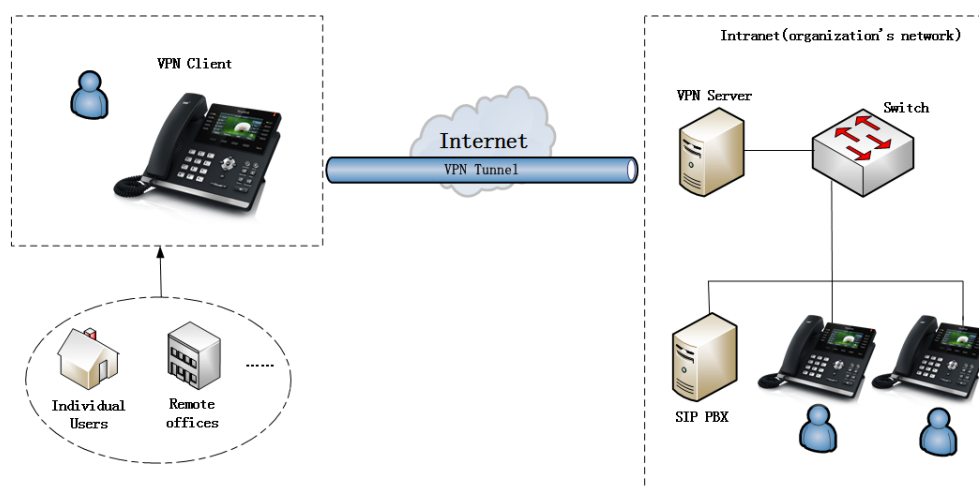 Intranet(organization's network)
VPN Client
VPN Server
Switch
Internet
VPN Tunnel
Individual
Users
Remote
offices
......
SIP PBX